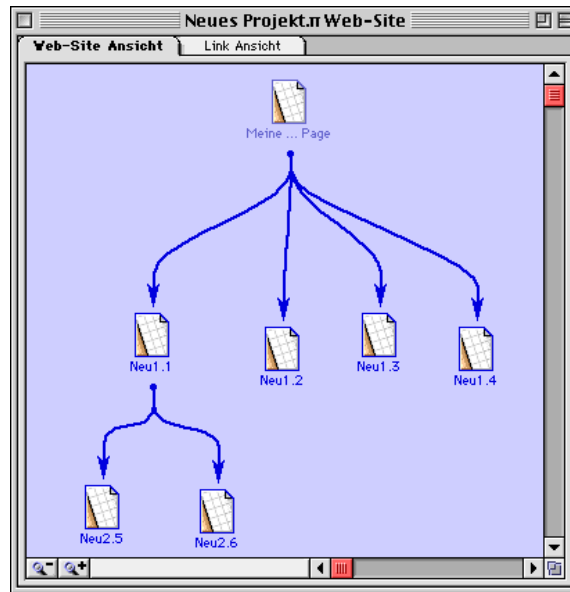 Neues Projekt.π Web-Site
Web-Site Ansicht
Link Ansicht
Meine ... Page
Neu1.1
Neu1.2
Neu1.3
Neu1.4
Neu2.5
Neu2.6